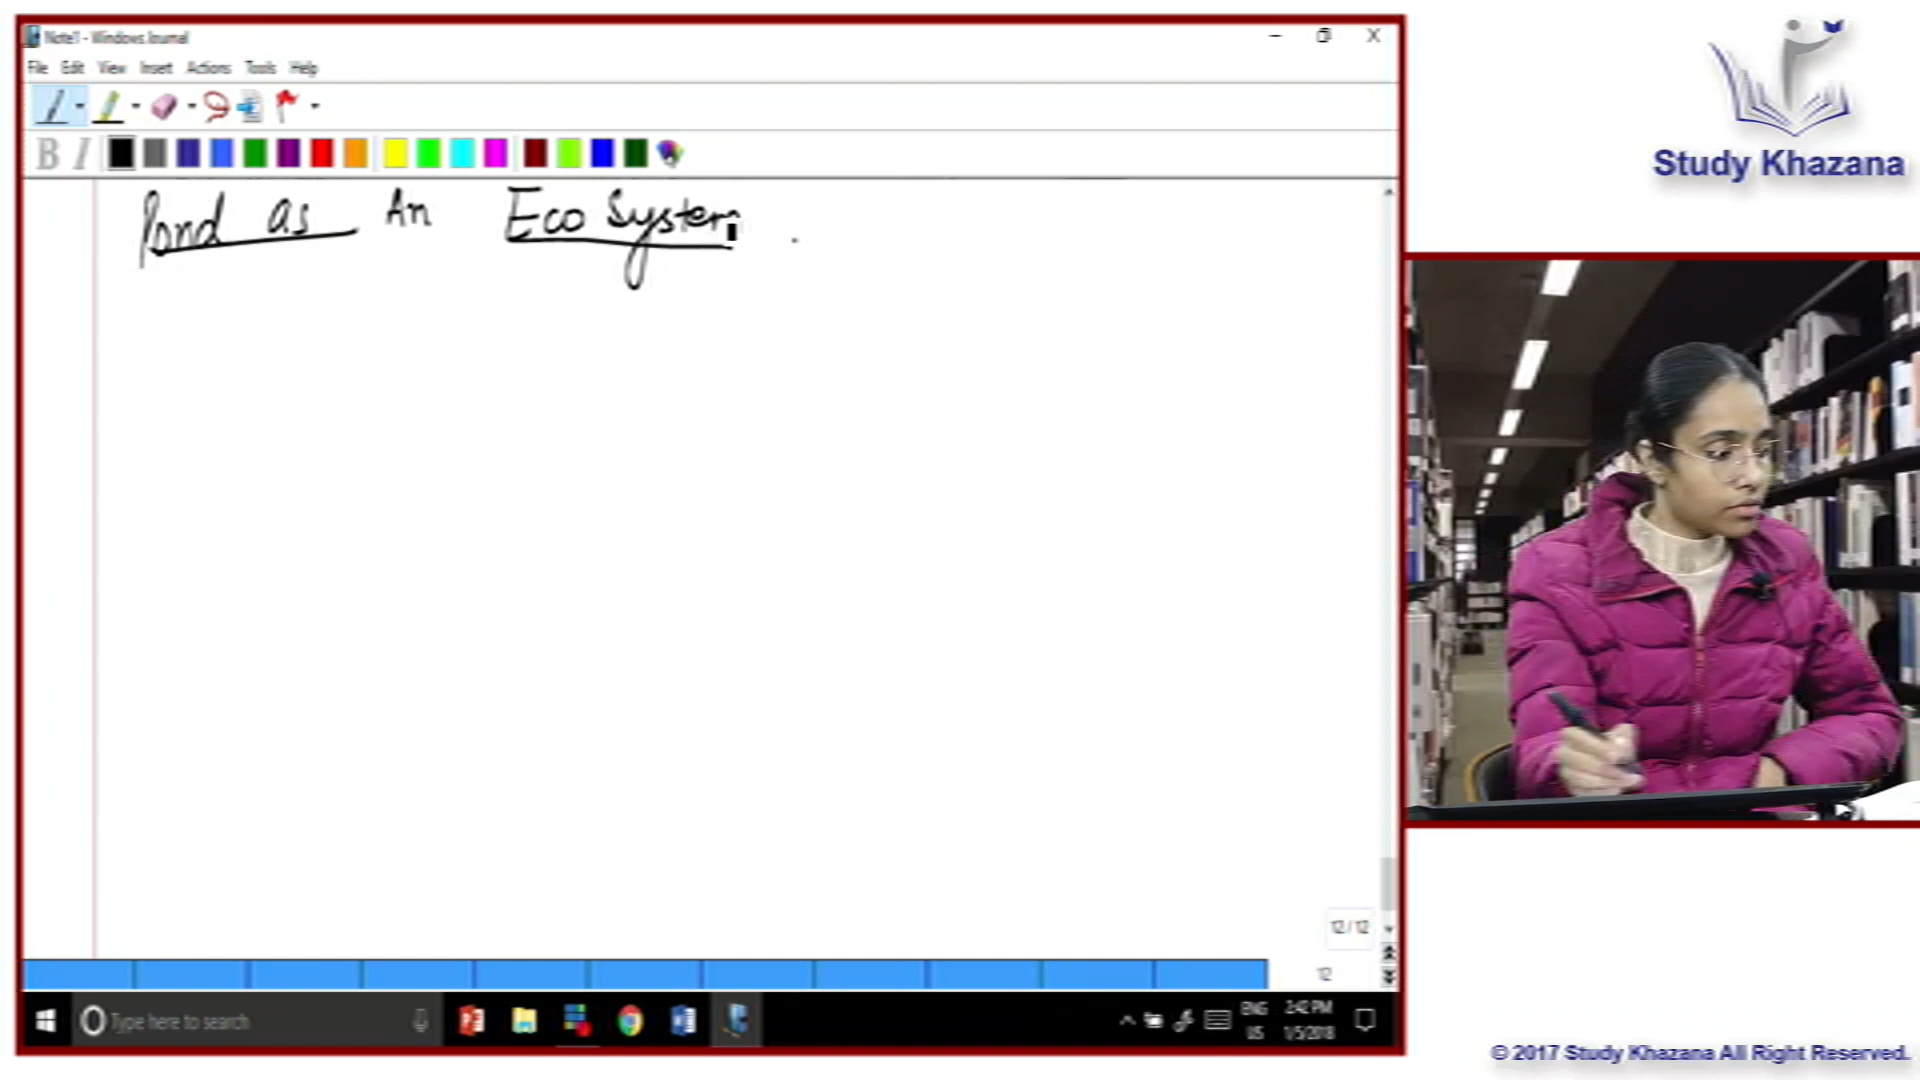 Note1 - Windows Journal
File Edit View Insert Actions Tools Help
B I
Pond as An Eco System
12 / 12
12
Type here to search
ENG
US
2:42 PM
1/5/2018
Study Khazana
© 2017 Study Khazana All Right Reserved.